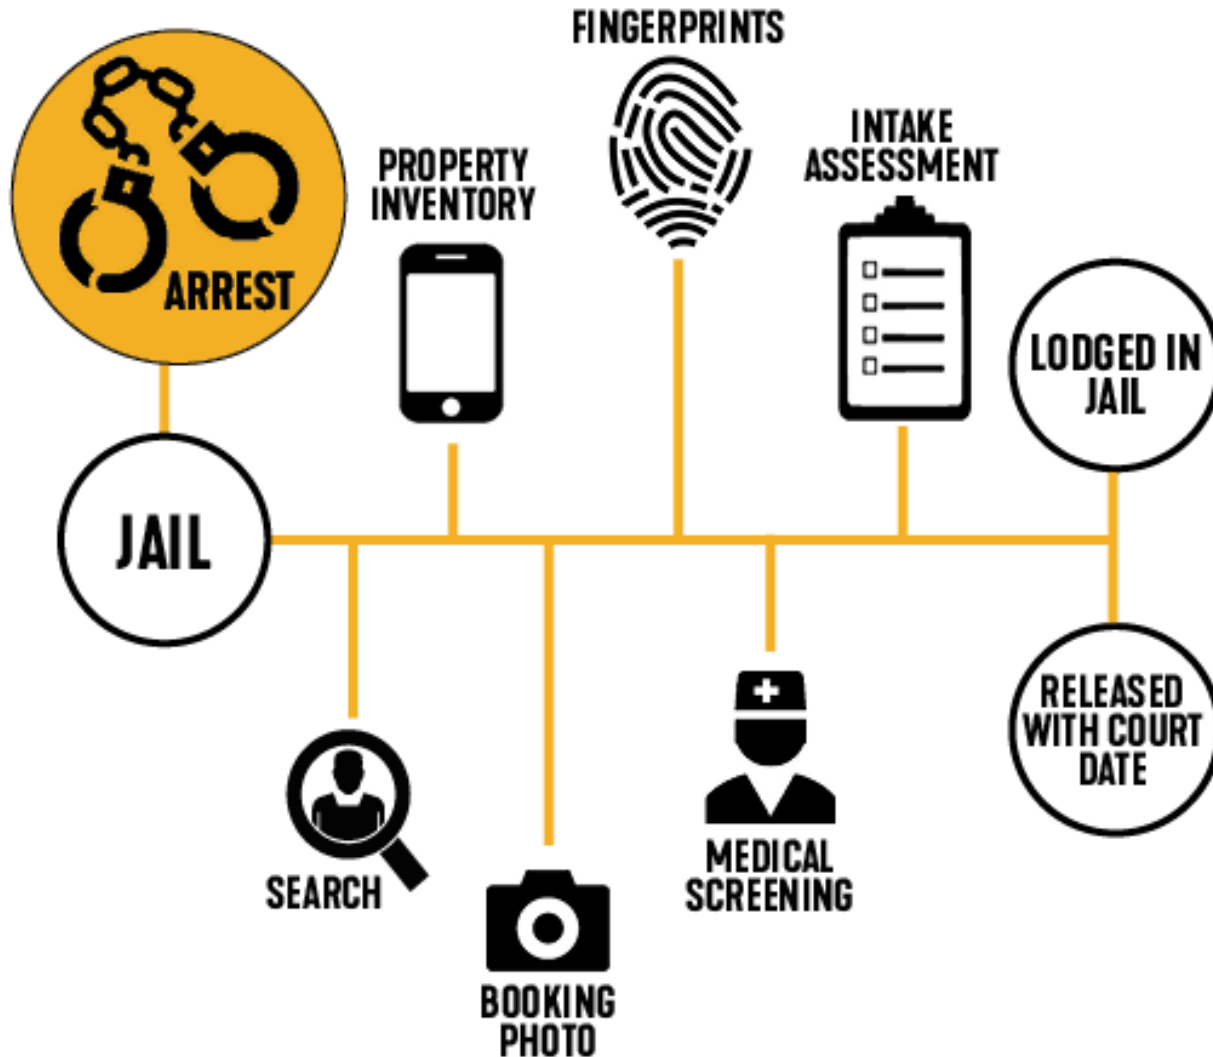 ARREST
JAIL
SEARCH
PROPERTY
INVENTORY
BOOKING
PHOTO
FINGERPRINTS
MEDICAL
SCREENING
INTAKE
ASSESSMENT
LODGED IN
JAIL
RELEASED
WITH COURT
DATE